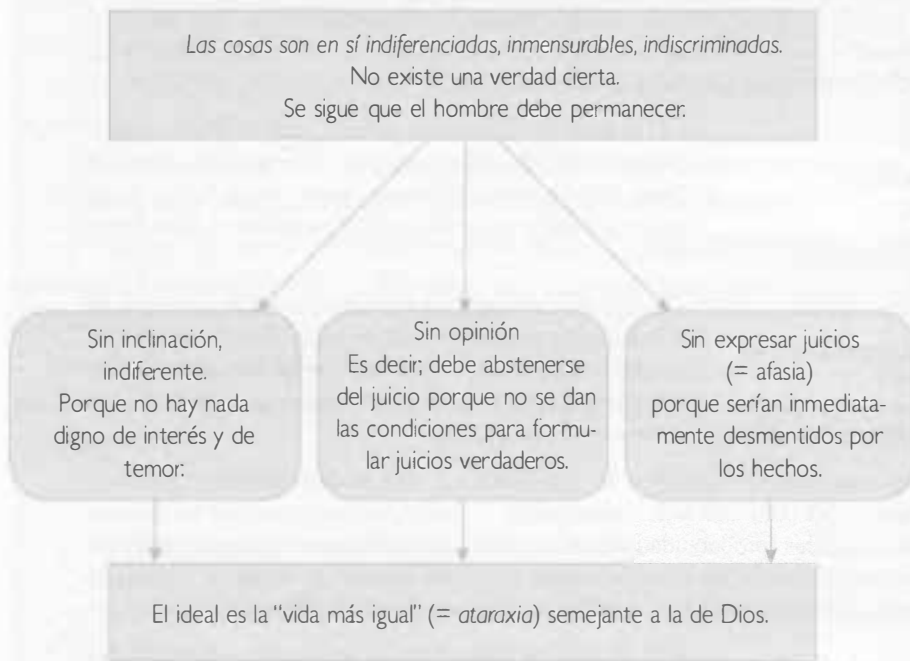 Las cosas son en sí indiferenciadas, inmensurables, indiscriminadas.
No existe una verdad cierta.
Se sigue que el hombre debe permanecer.
Sin inclinación,
indiferente.
Porque no hay nada
digno de interés y de
temor:
Sin opinión
Es decir; debe abstenerse
del juicio porque no se dan
las condiciones para formu-
lar juicios verdaderos.
Sin expresar juicios
(= afasia)
porque serían inmediata-
mente desmentidos por
los hechos.
El ideal es la "vida más igual" (= ataraxia) semejante a la de Dios.